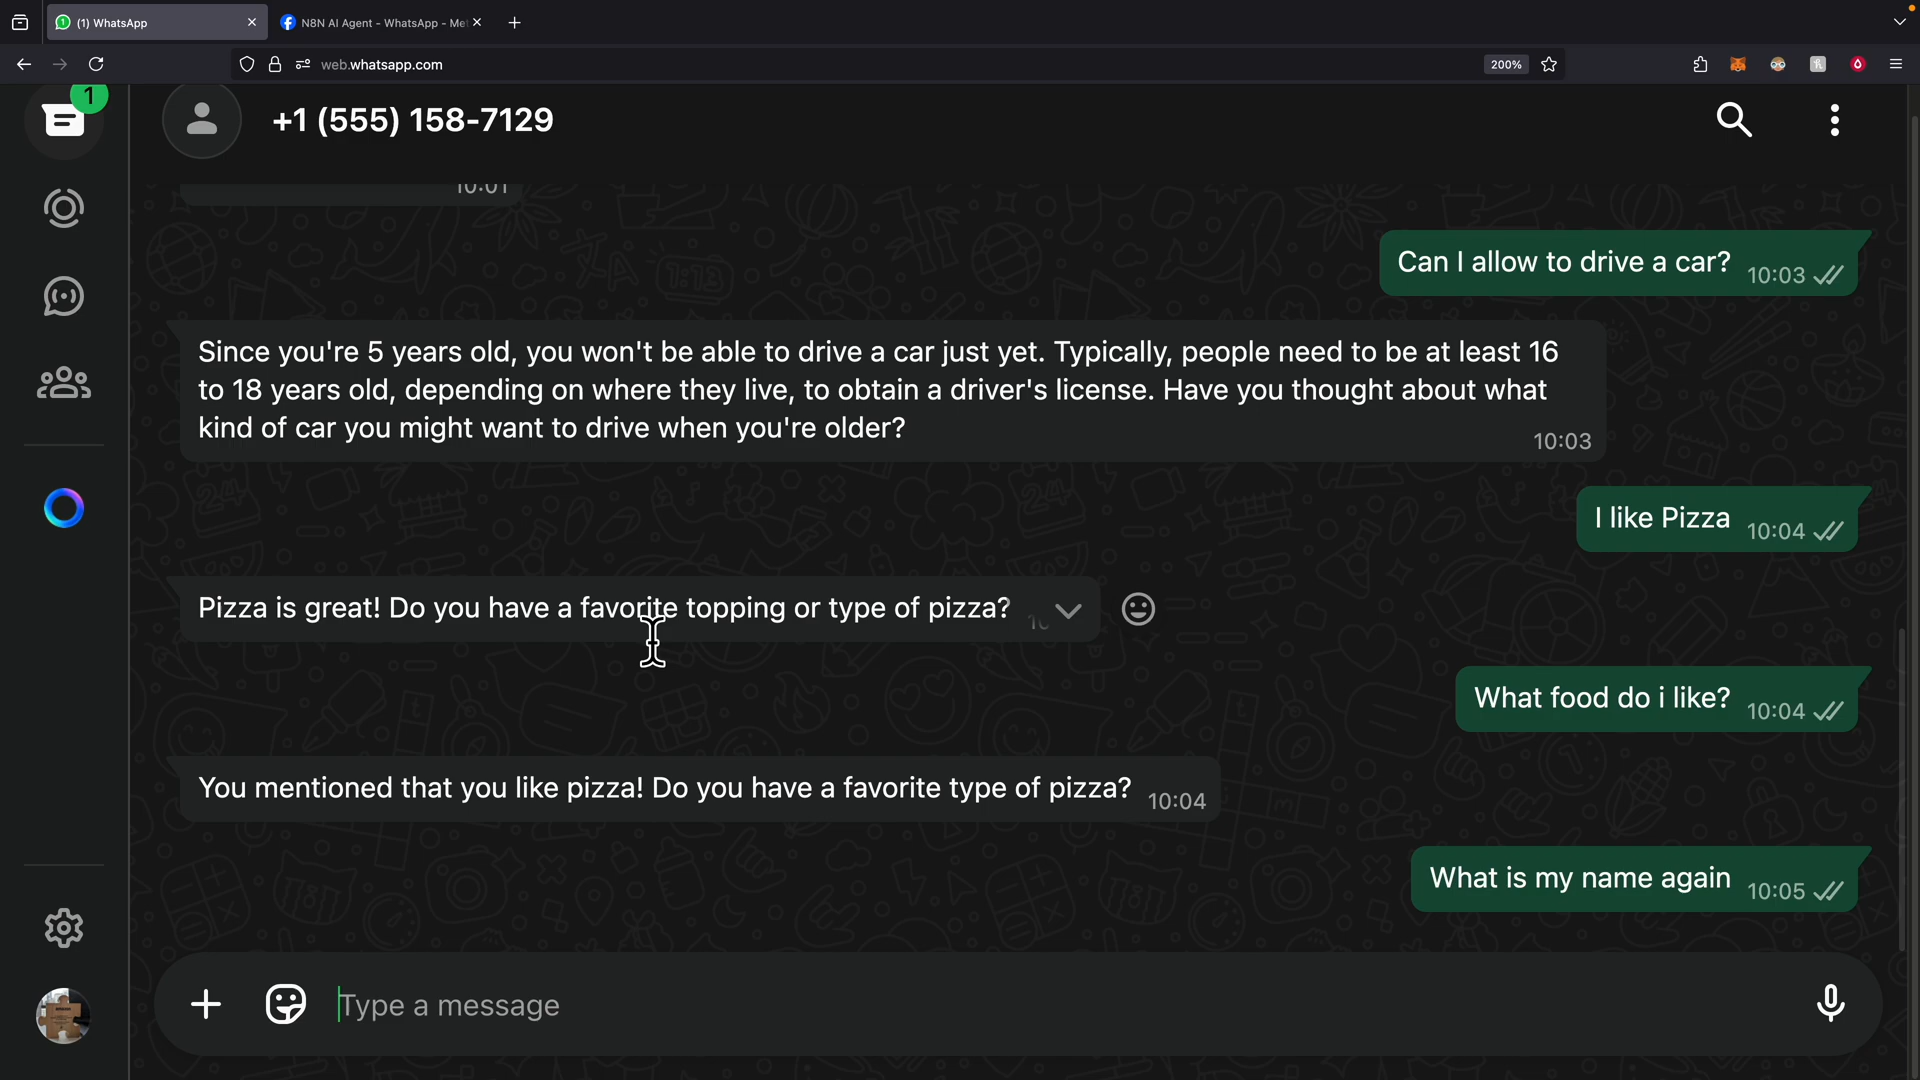 (1) WhatsApp
N8N AI Agent - WhatsApp - Me
web.whatsapp.com
200%
1
+1 (555) 158-7129
10:01
Can I allow to drive a car? 10:03
Since you're 5 years old, you won't be able to drive a car just yet. Typically, people need to be at least 16
to 18 years old, depending on where they live, to obtain a driver's license. Have you thought about what
kind of car you might want to drive when you're older?
10:03
I like Pizza 10:04
Pizza is great! Do you have a favorite topping or type of pizza?
What food do i like? 10:04
You mentioned that you like pizza! Do you have a favorite type of pizza? 10:04
What is my name again 10:05
Type a message